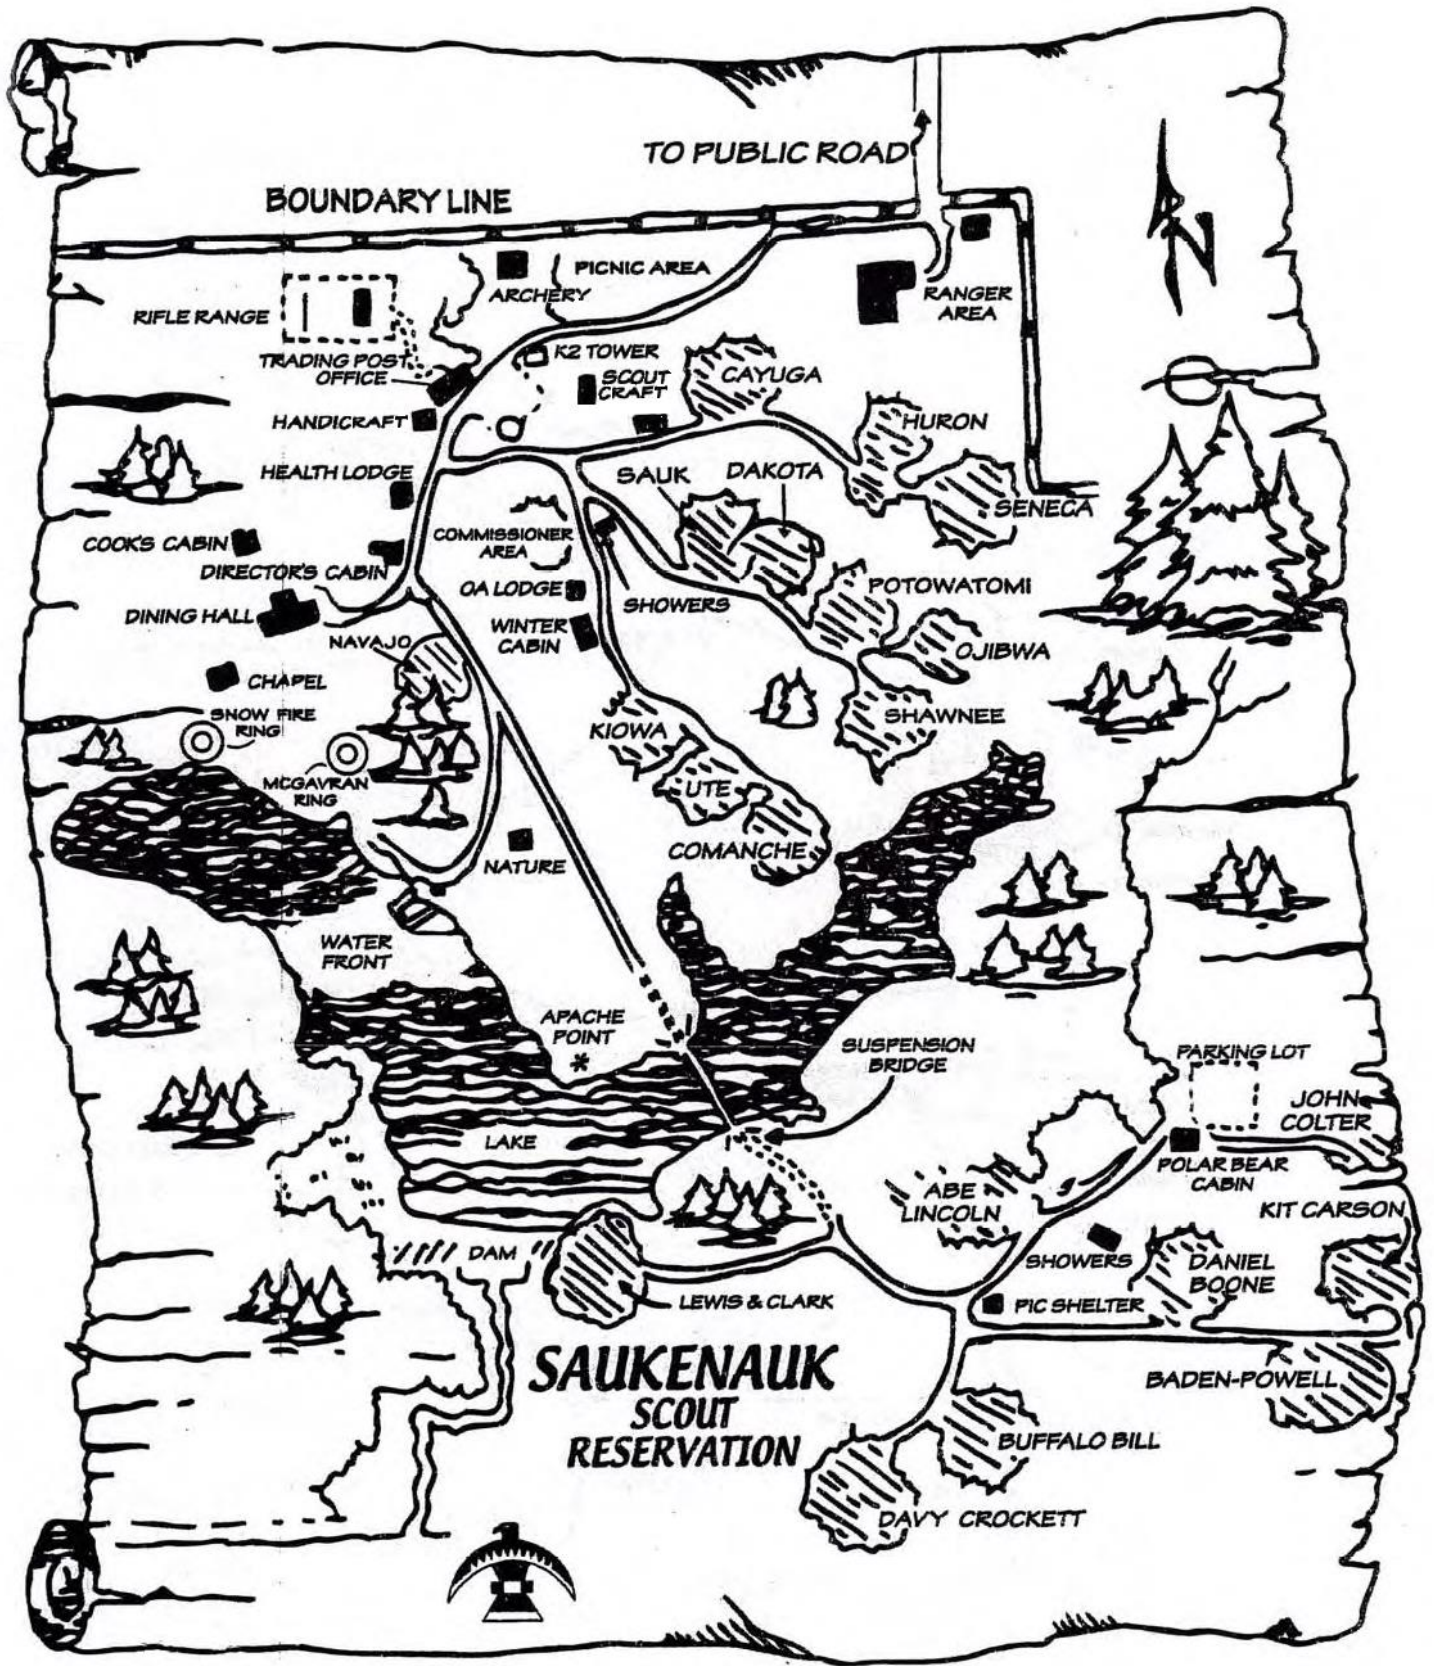 TO PUBLIC ROAD
BOUNDARY LINE
N
PICNIC AREA
ARCHERY
RANGER
AREA
RIFLE RANGE
TRADING POST
OFFICE
K2 TOWER
SCOUT
CRAFT
CAYUGA
HANDICRAFT
HURON
HEALTH LODGE
SAUK
DAKOTA
SENECA
COMMISSIONER
AREA
COOK'S CABIN
DIRECTOR'S CABIN
OA LODGE
SHOWERS
POTOWATOMI
DINING HALL
NAVAJO
WINTER
CABIN
OJIBWA
CHAPEL
SNOW FIRE
RING
KIOWA
SHAWNEE
MCGAVRAN
RING
UTE
NATURE
COMANCHE
WATER
FRONT
APACHE
POINT
*
SUSPENSION
BRIDGE
PARKING LOT
JOHN
COLTER
LAKE
POLAR BEAR
CABIN
ABE
LINCOLN
KIT CARSON
DAM
SHOWERS
DANIEL
BOONE
LEWIS & CLARK
PIC SHELTER
SAUKENAUK
SCOUT
RESERVATION
BADEN-POWELL
BUFFALO BILL
DAVY CROCKETT